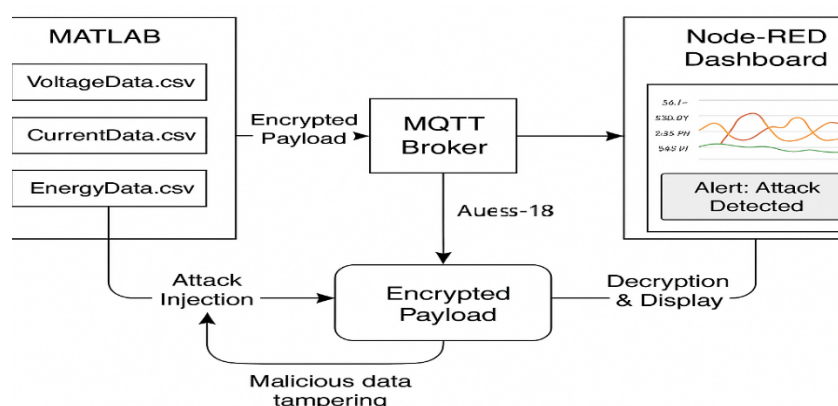 MATLAB
VoltageData.csv
CurrentData.csv
EnergyData.csv
Encrypted
Payload
MQTT
Broker
Node-RED
Dashboard
Alert: Attack
Detected
Auess-18
Attack
Injection
Encrypted
Payload
Decryption
& Display
Malicious data
tampering